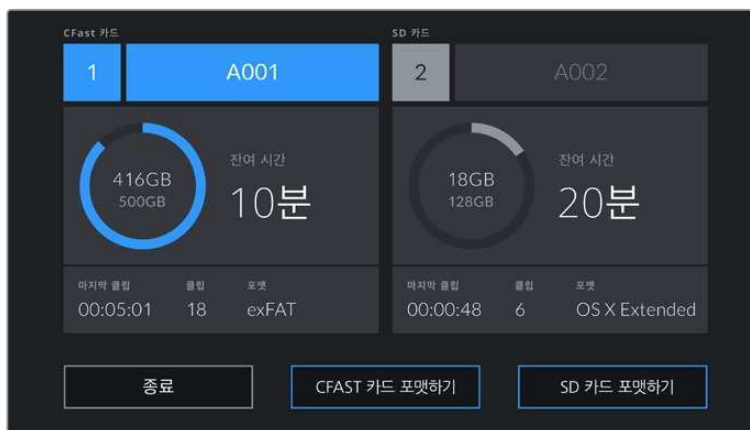 CFast 카드
1
A001
416GB
500GB
잔여 시간
10분
마지막 클립
클립
포맷
00:05:01
18
exFAT
SD 카드
2
A002
18GB
128GB
잔여 시간
20분
마지막 클립
클립
포맷
00:00:48
6
OS X Extended
종료
CFAST 카드 포맷하기
SD 카드 포맷하기